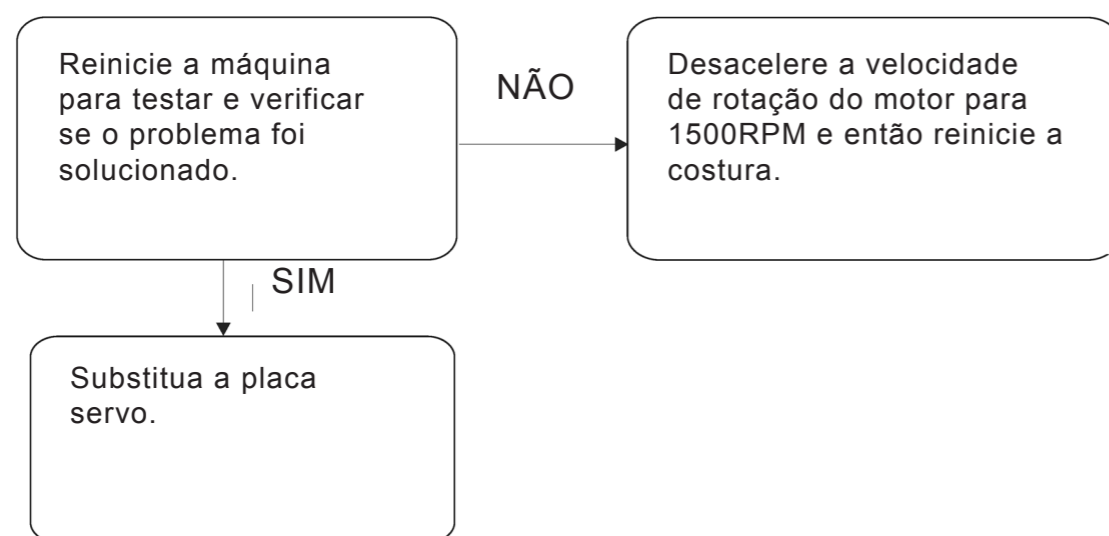 Reinicie a máquina
para testar e verificar
se o problema foi
solucionado.
NÃO
Desacelere a velocidade
de rotação do motor para
1500RPM e então reinicie a
costura.
SIM
Substitua a placa
servo.